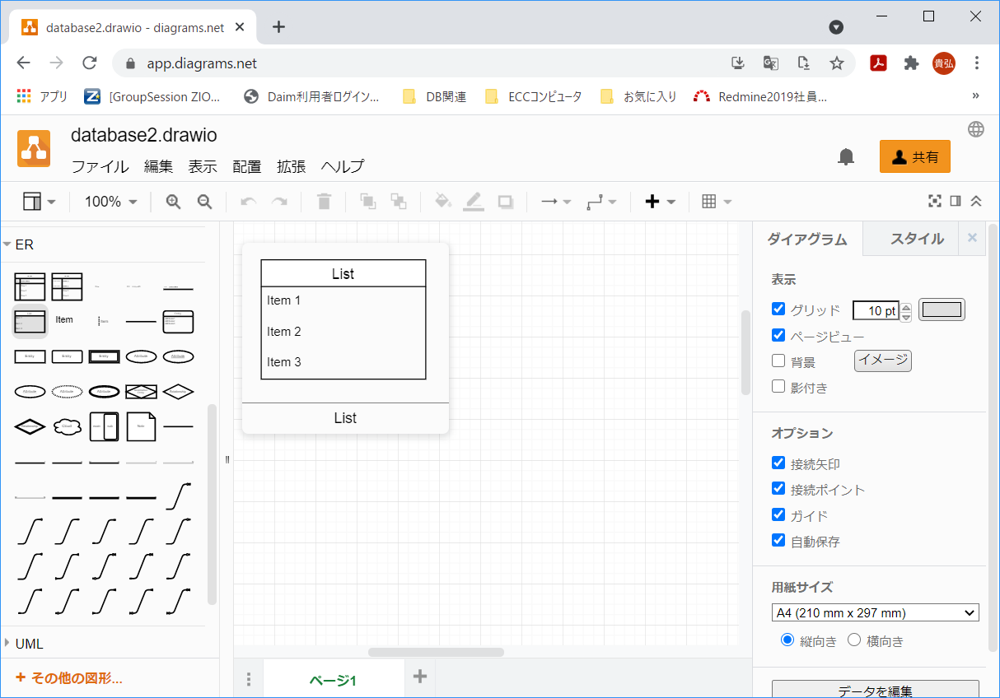 database2.drawio - diagrams.net
app.diagrams.net
貴弘
アプリ
[GroupSession ZIO...
Daim利用者ログイン...
DB関連
ECCコンピュータ
お気に入り
Redmine2019社員...
»
database2.drawio
ファイル 編集 表示 配置 拡張 ヘルプ
共有
100%
ER
Item
List
Item 1
Item 2
Item 3
List
UML
+ その他の図形...
ページ1
ダイアグラム
スタイル
表示
グリッド
10 pt
ページビュー
背景
イメージ
影付き
オプション
接続矢印
接続ポイント
ガイド
自動保存
用紙サイズ
A4 (210 mm x 297 mm)
縦向き 横向き
データを編集